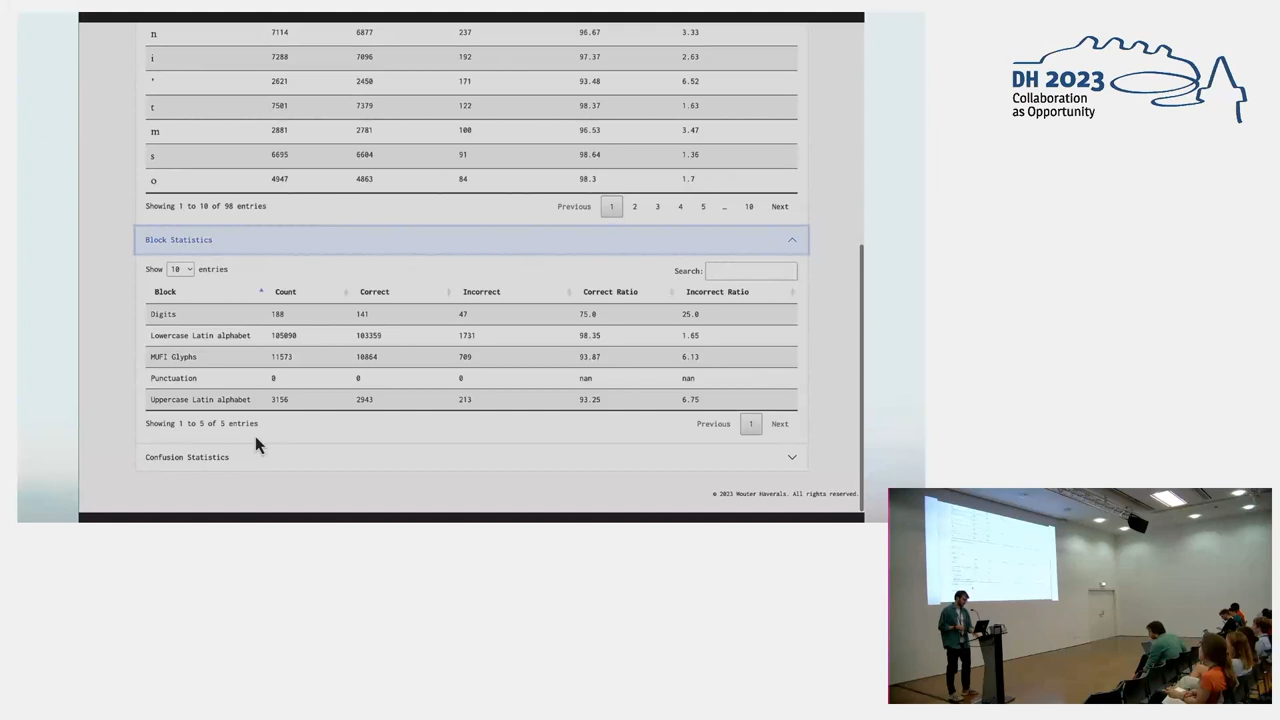 n 7114 6877 237 96.67 3.33
i 7288 7096 192 97.37 2.63
' 2621 2450 171 93.48 6.52
t 7501 7379 122 98.37 1.63
m 2881 2781 100 96.53 3.47
s 6695 6604 91 98.64 1.36
o 4947 4863 84 98.3 1.7
Showing 1 to 10 of 98 entries Previous 1 2 3 4 5 … 10 Next
Block Statistics
Show 10 entries Search:
Block Count Correct Incorrect Correct Ratio Incorrect Ratio
Digits 188 141 47 75.0 25.0
Lowercase Latin alphabet 105090 103359 1731 98.35 1.65
MUFI Glyphs 11573 10864 709 93.87 6.13
Punctuation 0 0 0 nan nan
Uppercase Latin alphabet 3156 2943 213 93.25 6.75
Showing 1 to 5 of 5 entries Previous 1 Next
Confusion Statistics
© 2023 Wouter Haverals. All rights reserved.
DH 2023
Collaboration
as Opportunity